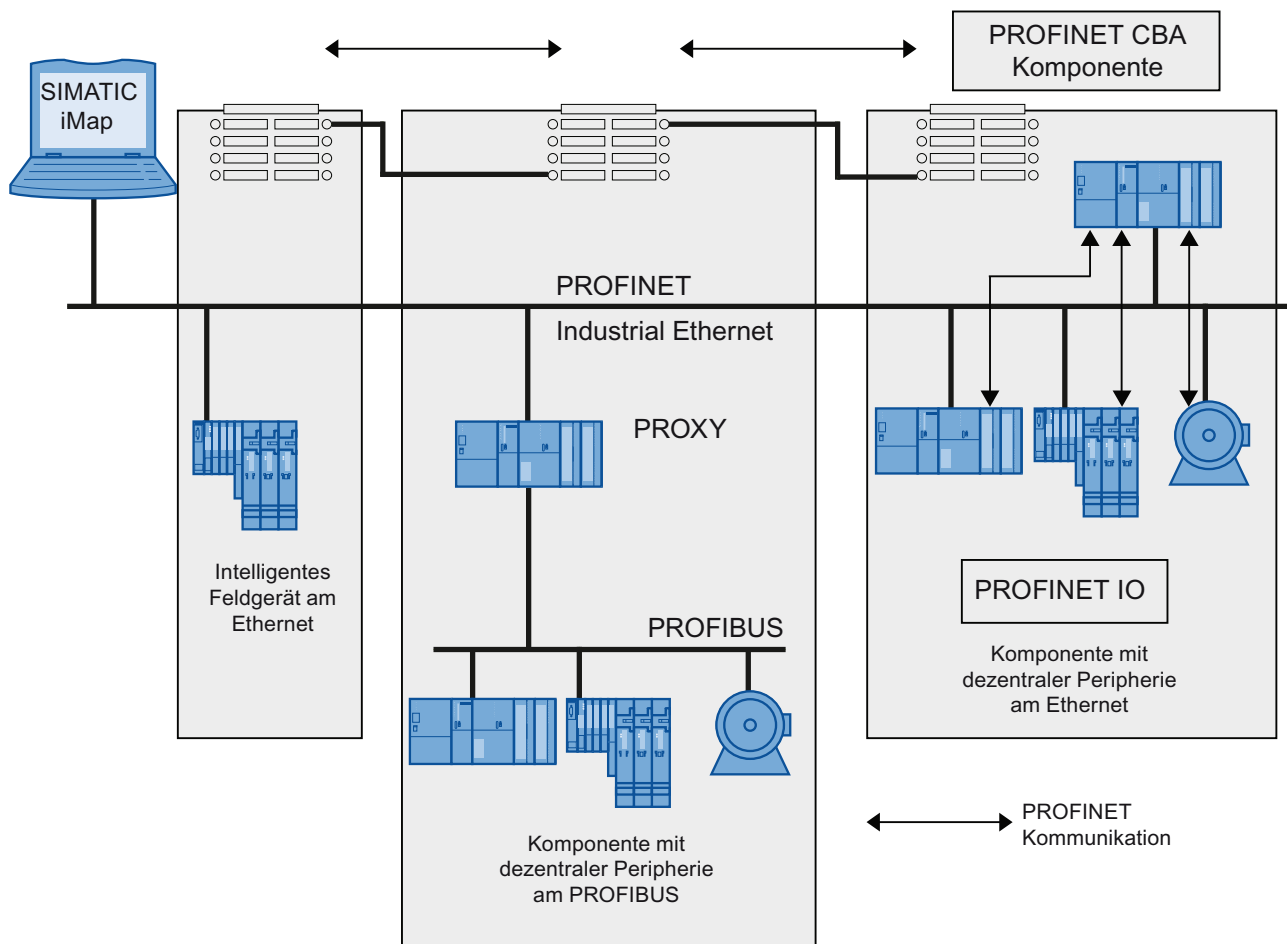 PROFINET CBA
Komponente
SIMATIC
iMap
PROFINET
Industrial Ethernet
PROXY
Intelligentes
Feldgerät am
Ethernet
PROFINET IO
PROFIBUS
Komponente mit
dezentraler Peripherie
am Ethernet
PROFINET
Kommunikation
Komponente mit
dezentraler Peripherie
am PROFIBUS